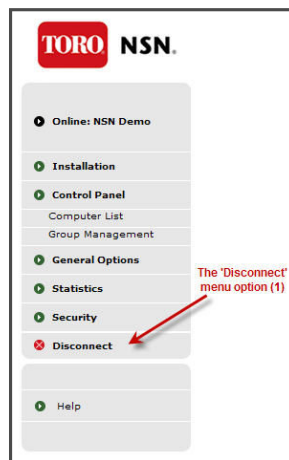 TORO NSN.
Online: NSN Demo
Installation
Control Panel
Computer List
Group Management
General Options
Statistics
Security
Disconnect
The 'Disconnect'
menu option (1)
Help